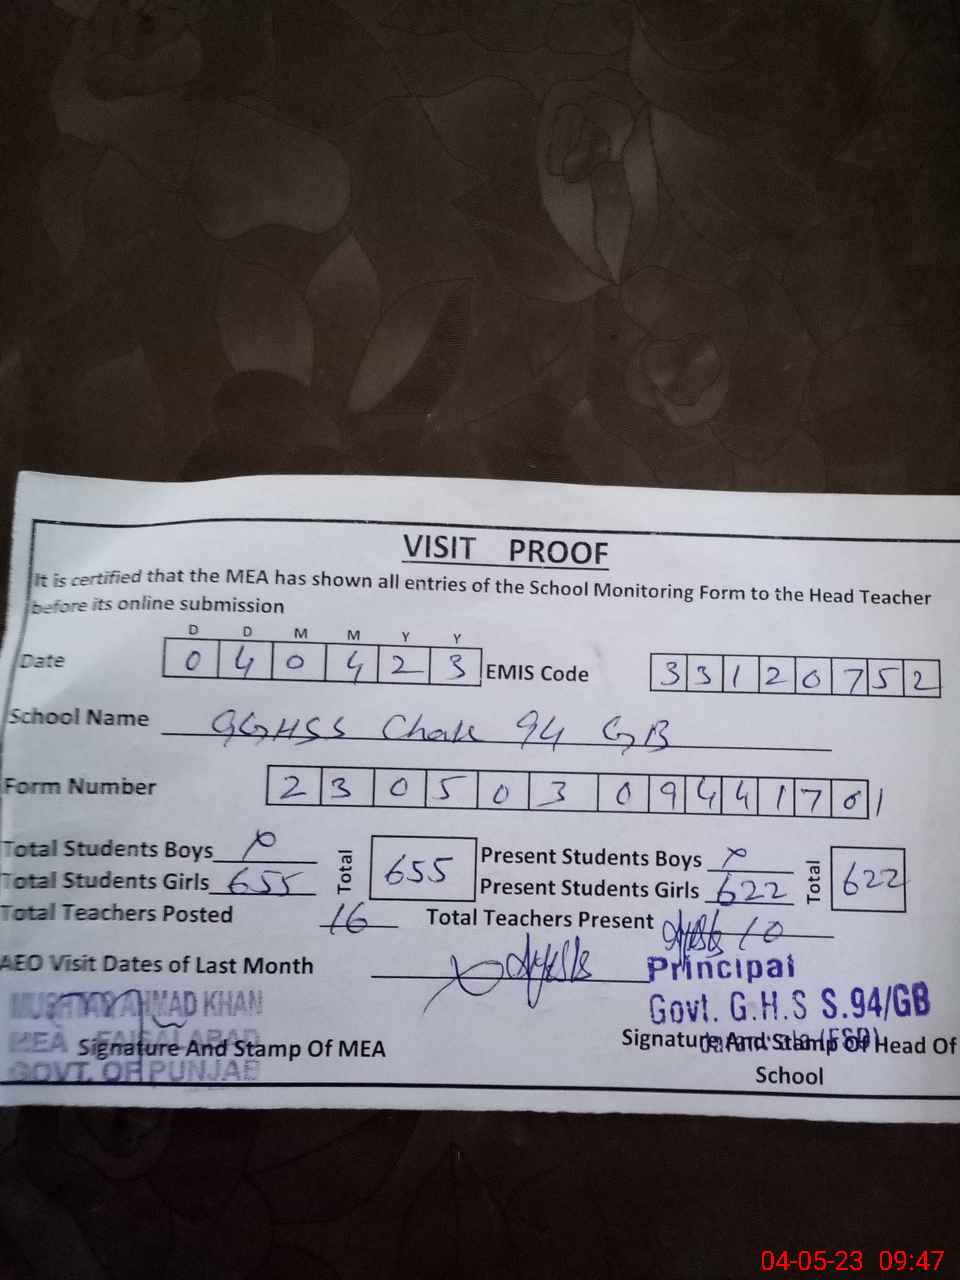 VISIT PROOF
It is certified that the MEA has shown all entries of the School Monitoring Form to the Head Teacher
before its online submission
D D M M Y Y
Date 0 4 0 4 2 3 EMIS Code 3 3 1 2 0 7 5 2
School Name GGHSS Chak 94 GB
Form Number 2 3 0 5 0 3 0 9 4 4 1 7 0 1
Total Students Boys Total 655 Present Students Boys Total 622
Total Students Girls 655 Present Students Girls 622
Total Teachers Posted 16 Total Teachers Present 10
AEO Visit Dates of Last Month
Principal
AHMAD KHAN Govt. G.H.S S.94/GB
MEA FAISALABAD
Signature And Stamp Of MEA Signature And Stamp Of Head Of
GOVT. OF PUNJAB School
04-05-23 09:47